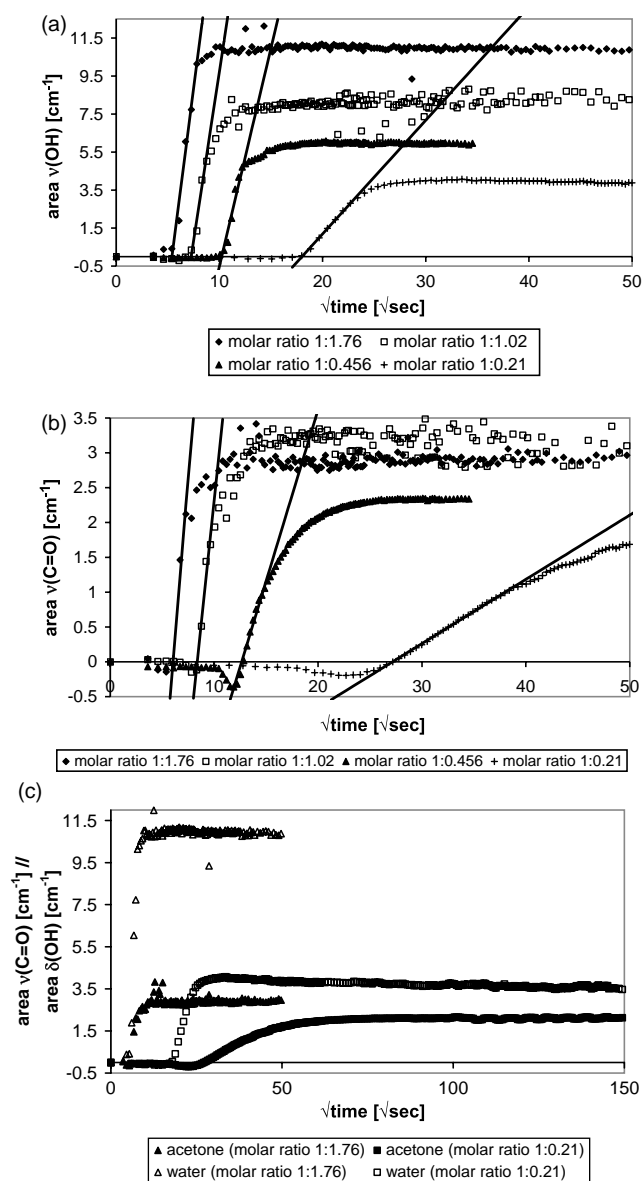 (a)
11.5
9.5
7.5
5.5
3.5
1.5
-0.5
area ν(OH) [cm⁻¹]
0 10 20 30 40 50
√time [√sec]
♦ molar ratio 1:1.76 □ molar ratio 1:1.02
▲ molar ratio 1:0.456 + molar ratio 1:0.21
(b)
3.5
3
2.5
2
1.5
1
0.5
0
-0.5
area ν(C=O) [cm⁻¹]
0 10 20 30 40 50
√time [√sec]
♦ molar ratio 1:1.76 □ molar ratio 1:1.02 ▲ molar ratio 1:0.456 + molar ratio 1:0.21
(c)
11.5
9.5
7.5
5.5
3.5
1.5
-0.5
area ν(C=O) [cm⁻¹] //
area δ(OH) [cm⁻¹]
0 50 100 150
√time [√sec]
▲ acetone (molar ratio 1:1.76) ■ acetone (molar ratio 1:0.21)
△ water (molar ratio 1:1.76) □ water (molar ratio 1:0.21)